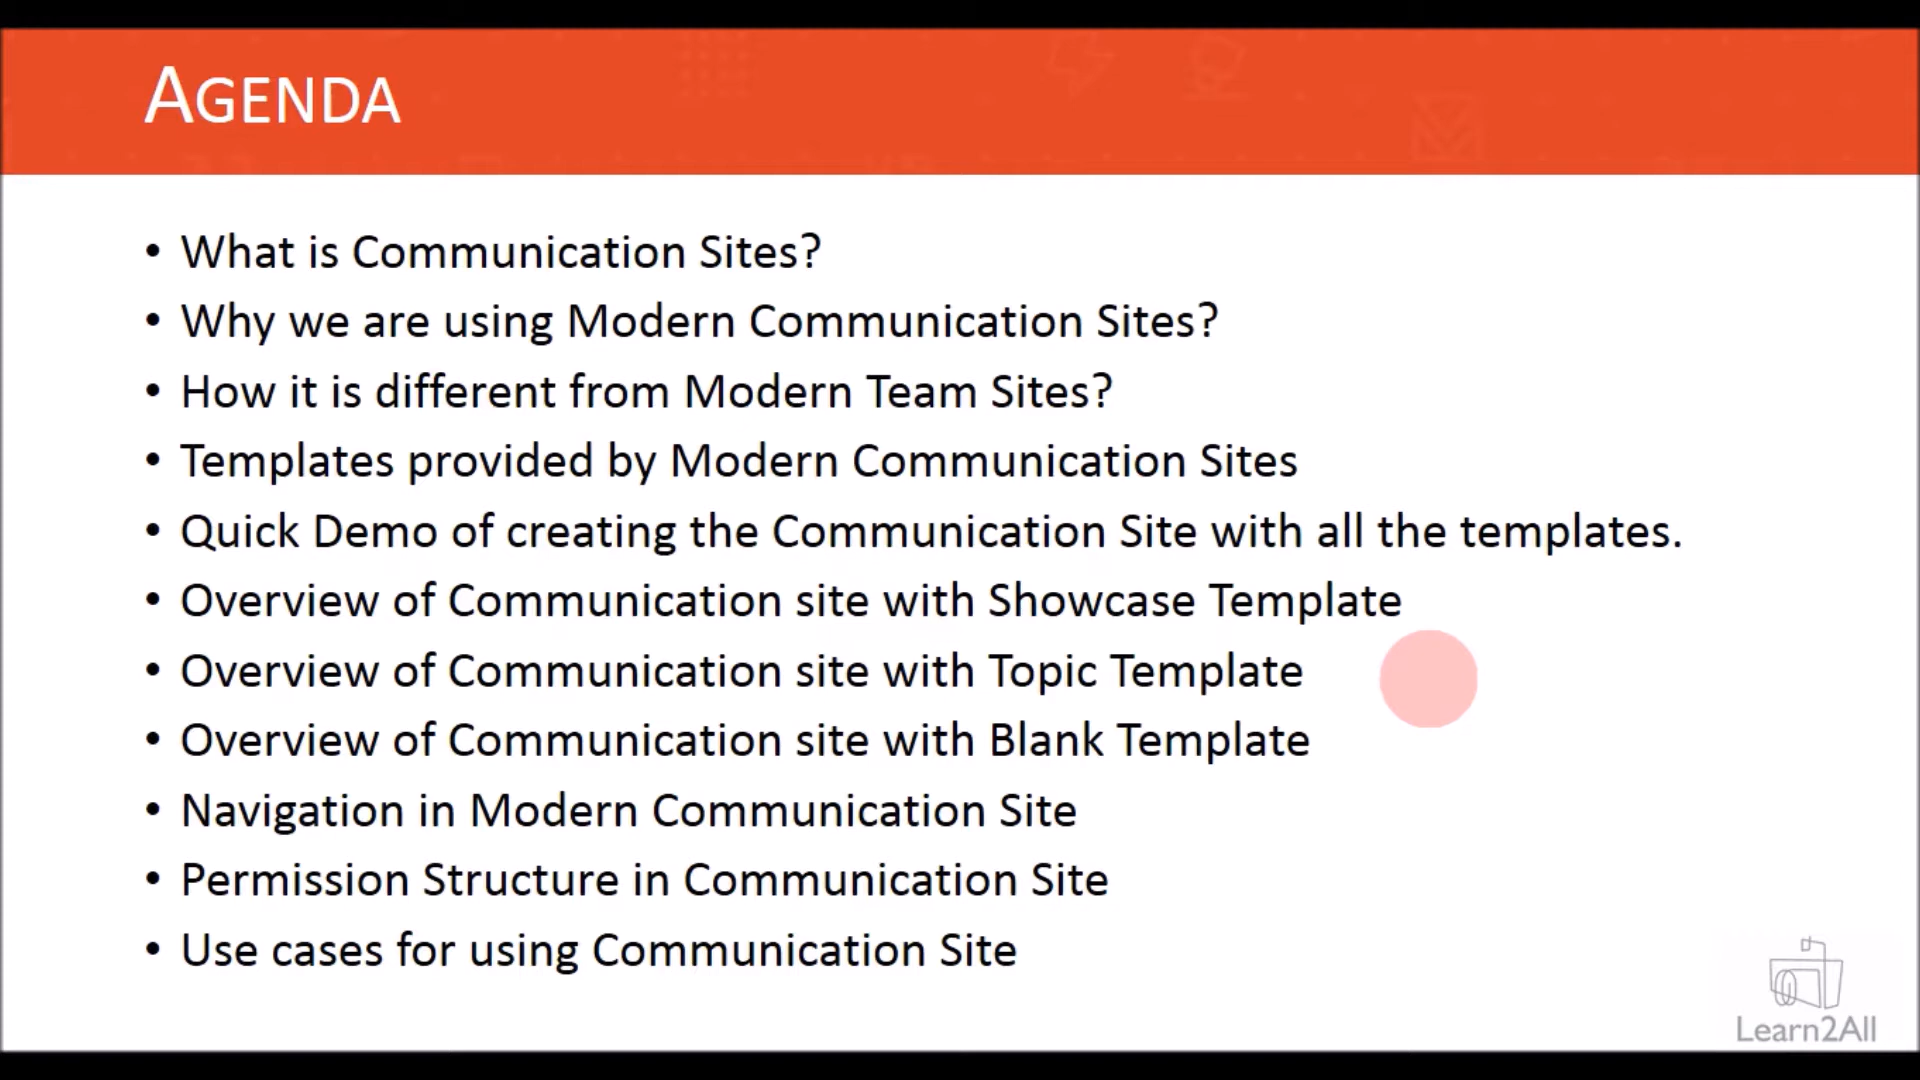 AGENDA
• What is Communication Sites?
• Why we are using Modern Communication Sites?
• How it is different from Modern Team Sites?
• Templates provided by Modern Communication Sites
• Quick Demo of creating the Communication Site with all the templates.
• Overview of Communication site with Showcase Template
• Overview of Communication site with Topic Template
• Overview of Communication site with Blank Template
• Navigation in Modern Communication Site
• Permission Structure in Communication Site
• Use cases for using Communication Site
Learn2All